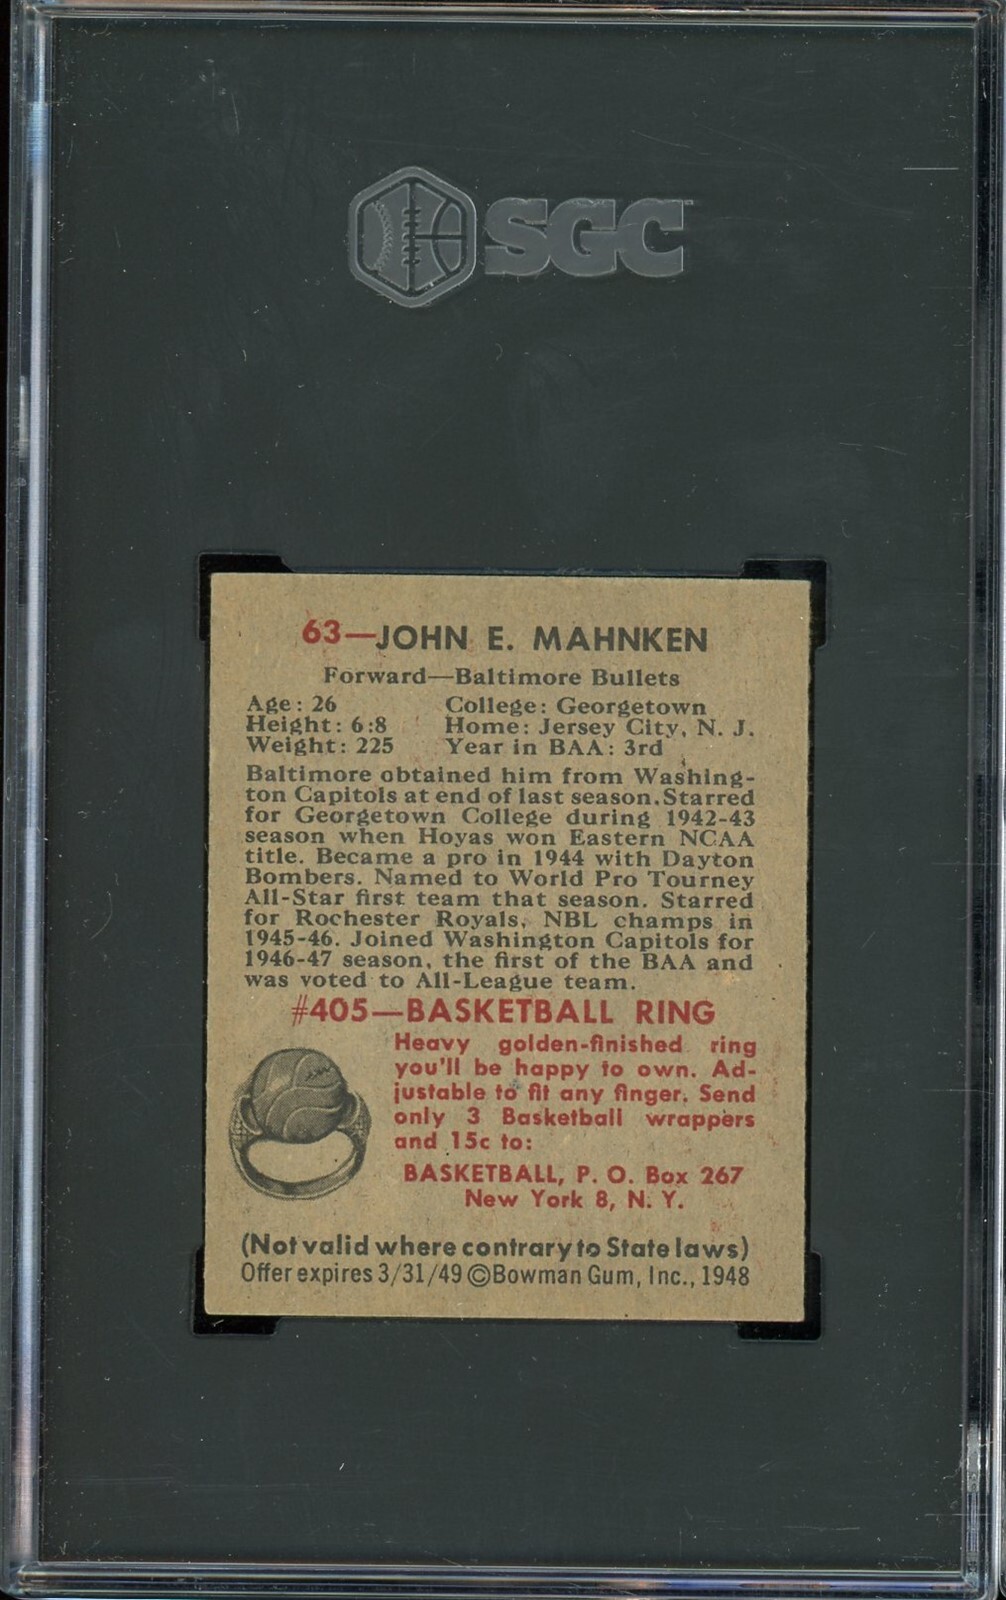 SGC
63—JOHN E. MAHNKEN
Forward—Baltimore Bullets
Age: 26 College: Georgetown
Height: 6:8 Home: Jersey City, N. J.
Weight: 225 Year in BAA: 3rd
Baltimore obtained him from Washing-
ton Capitols at end of last season. Starred
for Georgetown College during 1942-43
season when Hoyas won Eastern NCAA
title. Became a pro in 1944 with Dayton
Bombers. Named to World Pro Tourney
All-Star first team that season. Starred
for Rochester Royals, NBL champs in
1945-46. Joined Washington Capitols for
1946-47 season, the first of the BAA and
was voted to All-League team.
#405—BASKETBALL RING
Heavy golden-finished ring
you'll be happy to own. Ad-
justable to fit any finger. Send
only 3 Basketball wrappers
and 15c to:
BASKETBALL, P. O. Box 267
New York 8, N. Y.
(Not valid where contrary to State laws)
Offer expires 3/31/49 ©Bowman Gum, Inc., 1948